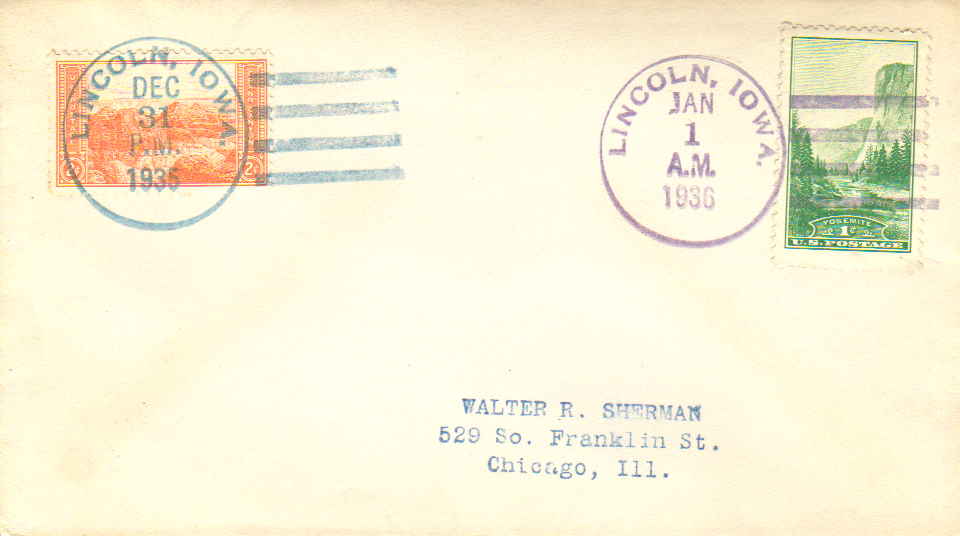 LINCOLN, IOWA.
DEC
31
P.M.
1935
2¢
LINCOLN, IOWA.
JAN
1
A.M.
1936
YOSEMITE
1¢
U.S. POSTAGE
WALTER R. SHERMAN
529 So. Franklin St.
Chicago, Ill.